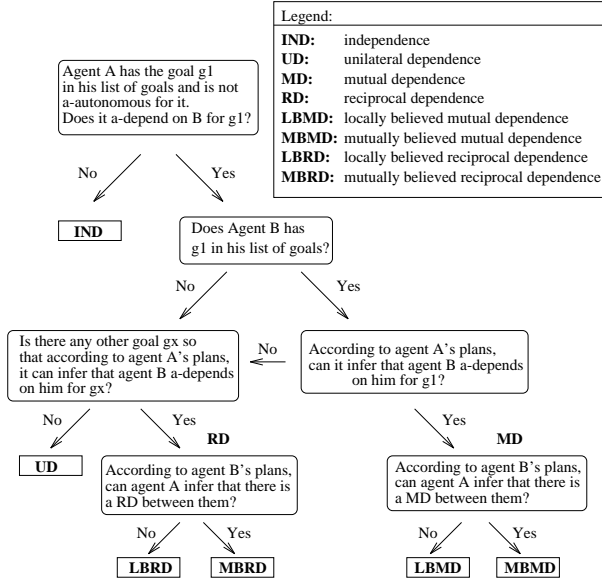 Legend:
IND: independence
UD: unilateral dependence
MD: mutual dependence
RD: reciprocal dependence
LBMD: locally believed mutual dependence
MBMD: mutually believed mutual dependence
LBRD: locally believed reciprocal dependence
MBRD: mutually believed reciprocal dependence
Agent A has the goal g1
in his list of goals and is not
a-autonomous for it.
Does it a-depend on B for g1?
No
Yes
IND
Does Agent B has
g1 in his list of goals?
No
Yes
Is there any other goal gx so
that according to agent A's plans,
it can infer that agent B a-depends
on him for gx?
No
According to agent A's plans,
can it infer that agent B a-depends
on him for g1?
No
Yes
RD
Yes
MD
UD
According to agent B's plans,
can agent A infer that there is
a RD between them?
According to agent B's plans,
can agent A infer that there is
a MD between them?
No
Yes
No
Yes
LBRD
MBRD
LBMD
MBMD